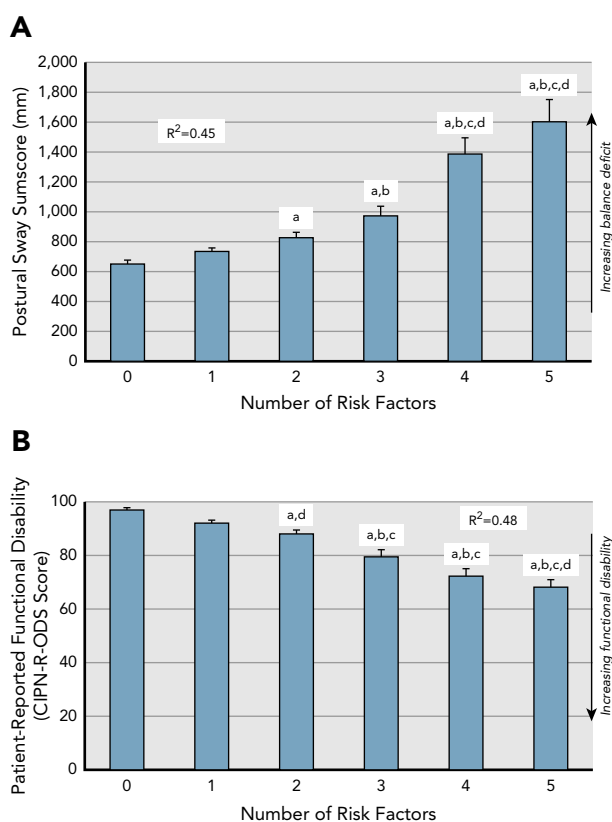 A
Postural Sway Sumscore (mm)
2,000
1,800
1,600
1,400
1,200
1,000
800
600
400
200
0
R²=0.45
a
a,b
a,b,c,d
a,b,c,d
Increasing balance deficit
0 1 2 3 4 5
Number of Risk Factors
B
Patient-Reported Functional Disability
(CIPN-R-ODS Score)
100
80
60
40
20
0
a,d
a,b,c
a,b,c
a,b,c,d
R²=0.48
Increasing functional disability
0 1 2 3 4 5
Number of Risk Factors